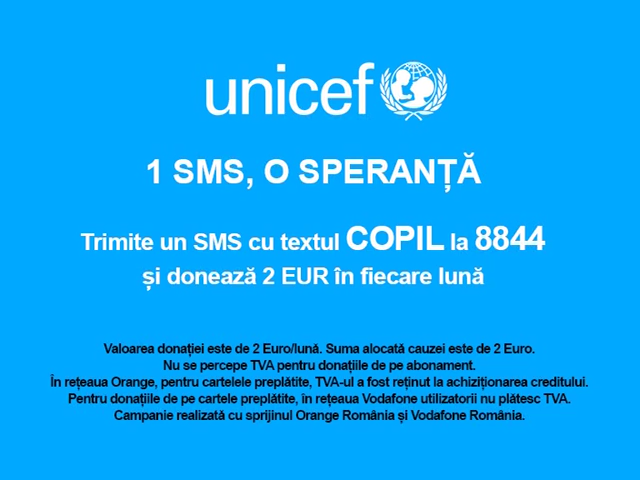 unicef
1 SMS, O SPERANȚĂ
Trimite un SMS cu textul COPIL la 8844
și donează 2 EUR în fiecare lună
Valoarea donației este de 2 Euro/lună. Suma alocată cauzei este de 2 Euro.
Nu se percepe TVA pentru donațiile de pe abonament.
În rețeaua Orange, pentru cartelele preplătite, TVA-ul a fost reținut la achiziționarea creditului.
Pentru donațiile de pe cartele preplătite, în rețeaua Vodafone utilizatorii nu plătesc TVA.
Campanie realizată cu sprijinul Orange România și Vodafone România.